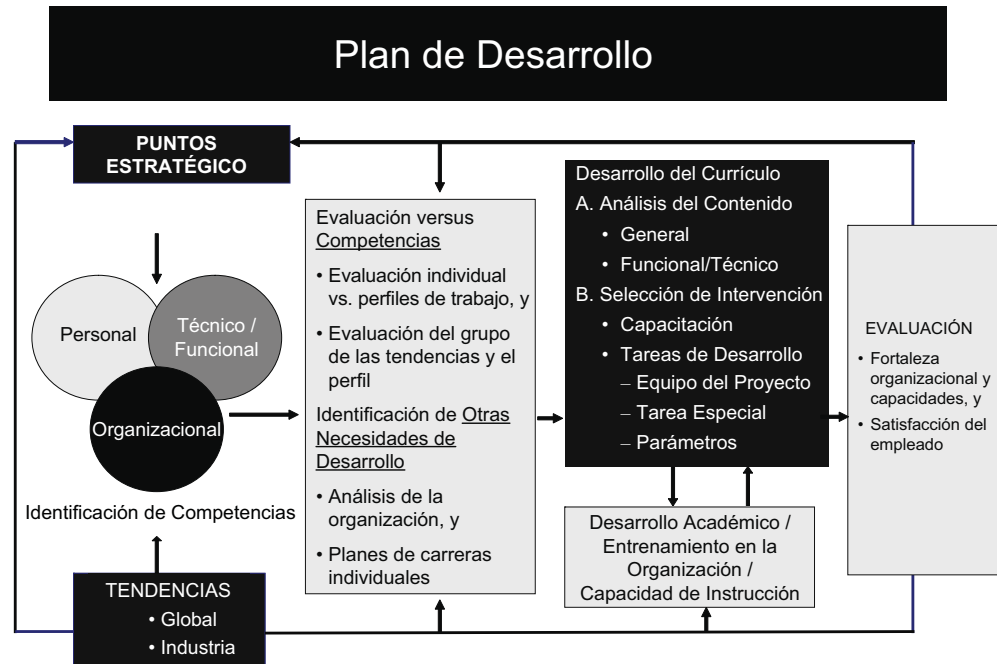 Plan de Desarrollo
PUNTOS
ESTRATÉGICO
Personal
Técnico /
Funcional
Organizacional
Identificación de Competencias
TENDENCIAS
• Global
• Industria
Evaluación versus
Competencias
• Evaluación individual
vs. perfiles de trabajo, y
• Evaluación del grupo
de las tendencias y el
perfil
Identificación de Otras
Necesidades de
Desarrollo
• Análisis de la
organización, y
• Planes de carreras
individuales
Desarrollo del Currículo
A. Análisis del Contenido
• General
• Funcional/Técnico
B. Selección de Intervención
• Capacitación
• Tareas de Desarrollo
– Equipo del Proyecto
– Tarea Especial
– Parámetros
Desarrollo Académico /
Entrenamiento en la
Organización /
Capacidad de Instrucción
EVALUACIÓN
• Fortaleza
organizacional y
capacidades, y
• Satisfacción del
empleado